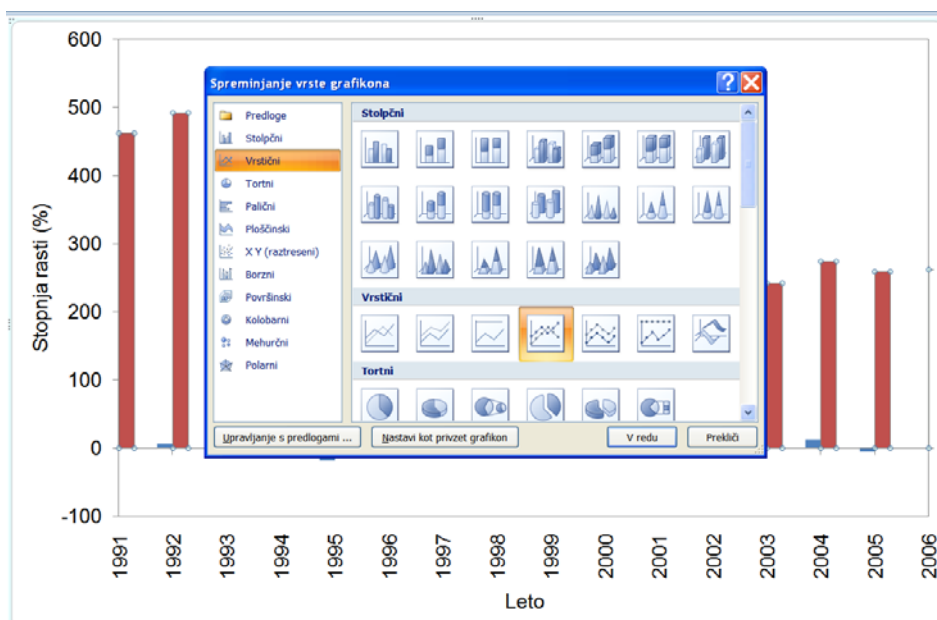 600
500
400
300
200
100
0
-100
Stopnja rasti (%)
Spreminjanje vrste grafikona
Predloge
Stolpčni
Vrstični
Tortni
Palični
Ploščinski
X Y (raztreseni)
Borzni
Površinski
Kolobarni
Mehurčni
Polarni
Stolpčni
Vrstični
Tortni
Upravljanje s predlogami ...
Nastavi kot privzet grafikon
V redu
Prekliči
1991
1992
1993
1994
1995
1996
1997
1998
1999
2000
2001
2002
2003
2004
2005
2006
Leto